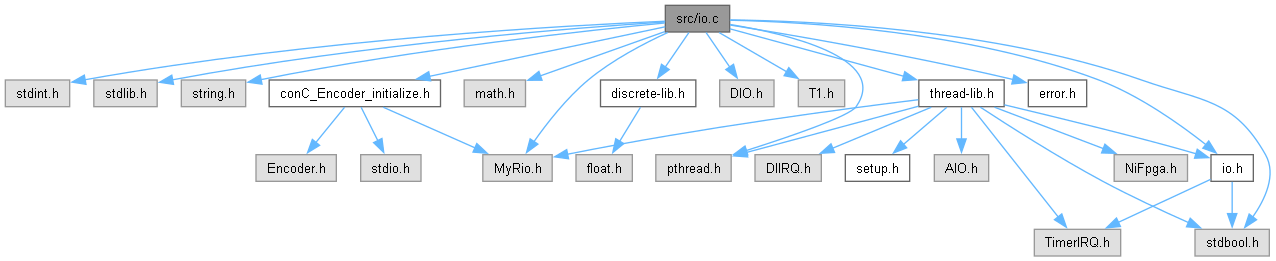 src/io.c
stdint.h
stdlib.h
string.h
conC_Encoder_initialize.h
math.h
discrete-lib.h
DIO.h
T1.h
thread-lib.h
error.h
Encoder.h
stdio.h
MyRio.h
float.h
pthread.h
DIIRQ.h
setup.h
AIO.h
NiFpga.h
io.h
TimerIRQ.h
stdbool.h